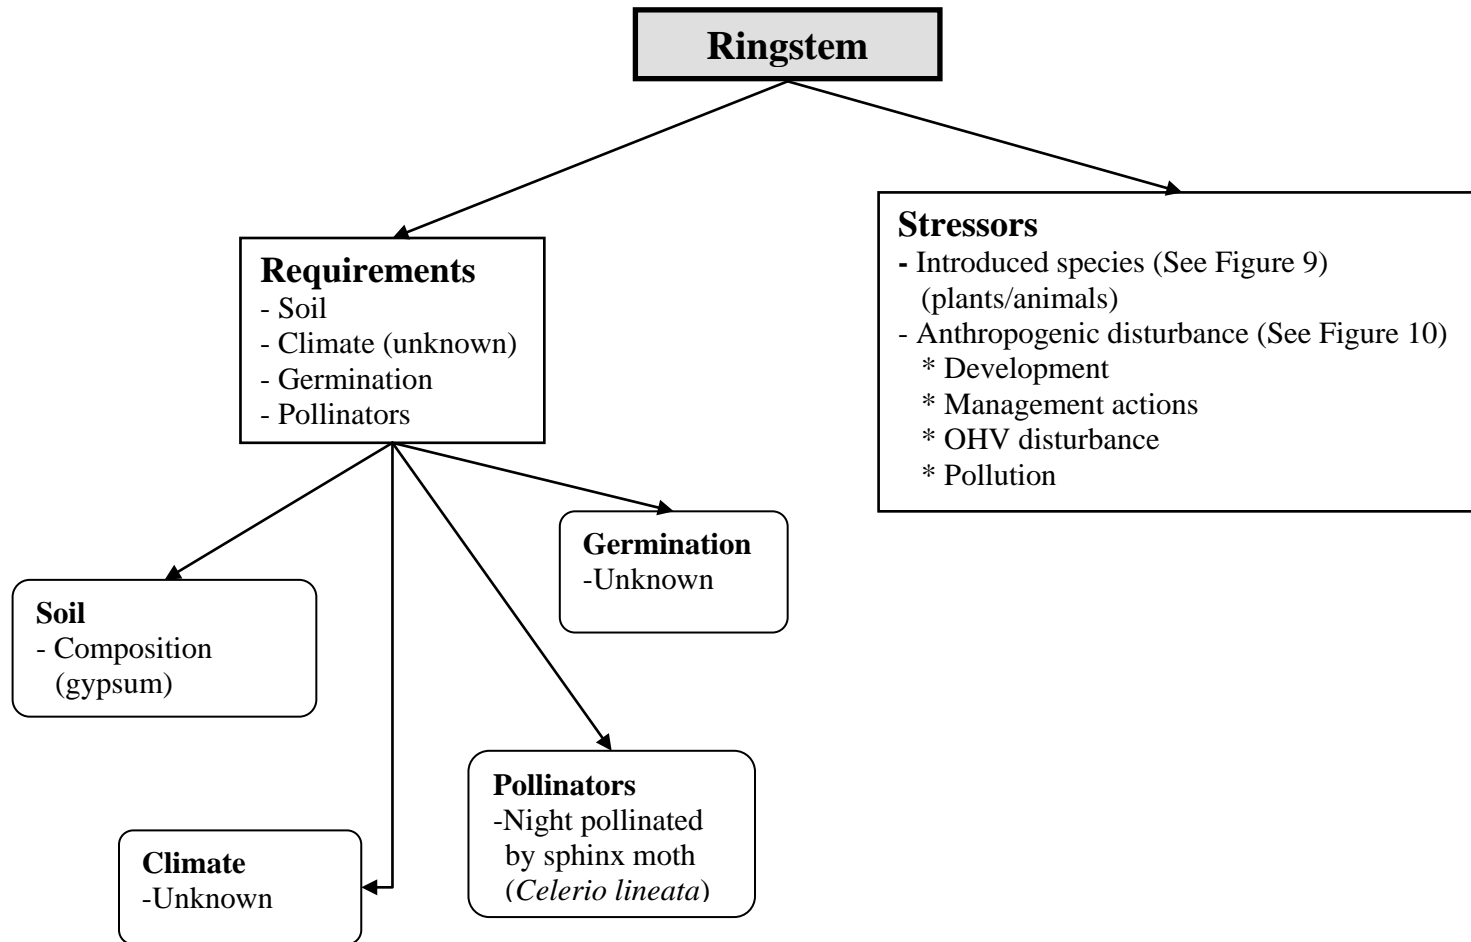 Ringstem
Requirements
- Soil
- Climate (unknown)
- Germination
- Pollinators
Stressors
- Introduced species (See Figure 9)
(plants/animals)
- Anthropogenic disturbance (See Figure 10)
* Development
* Management actions
* OHV disturbance
* Pollution
Germination
-Unknown
Soil
- Composition
(gypsum)
Pollinators
-Night pollinated
by sphinx moth
(Celerio lineata)
Climate
-Unknown